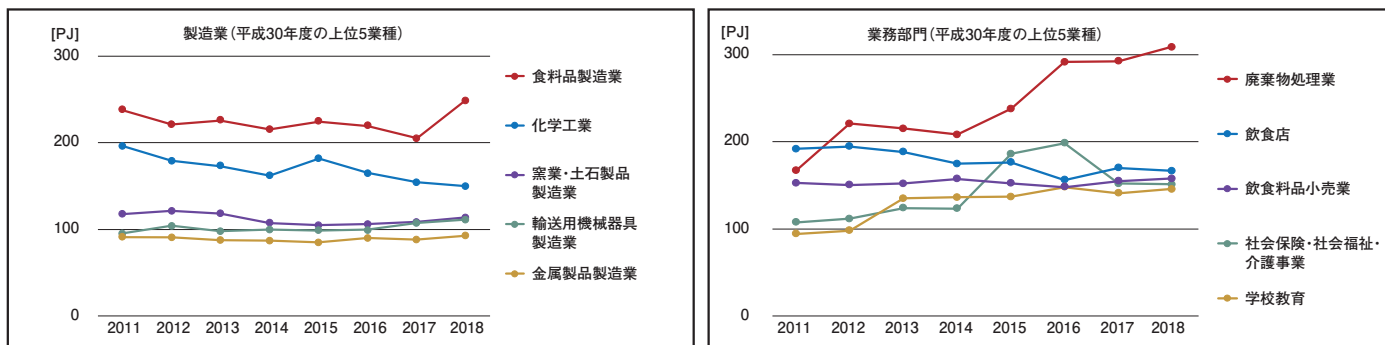 [PJ]
製造業(平成30年度の上位5業種)
300
200
100
0
2011 2012 2013 2014 2015 2016 2017 2018
食料品製造業
化学工業
窯業・土石製品
製造業
輸送用機械器具
製造業
金属製品製造業
[PJ]
業務部門(平成30年度の上位5業種)
300
200
100
0
2011 2012 2013 2014 2015 2016 2017 2018
廃棄物処理業
飲食店
飲食料品小売業
社会保険・社会福祉・
介護事業
学校教育